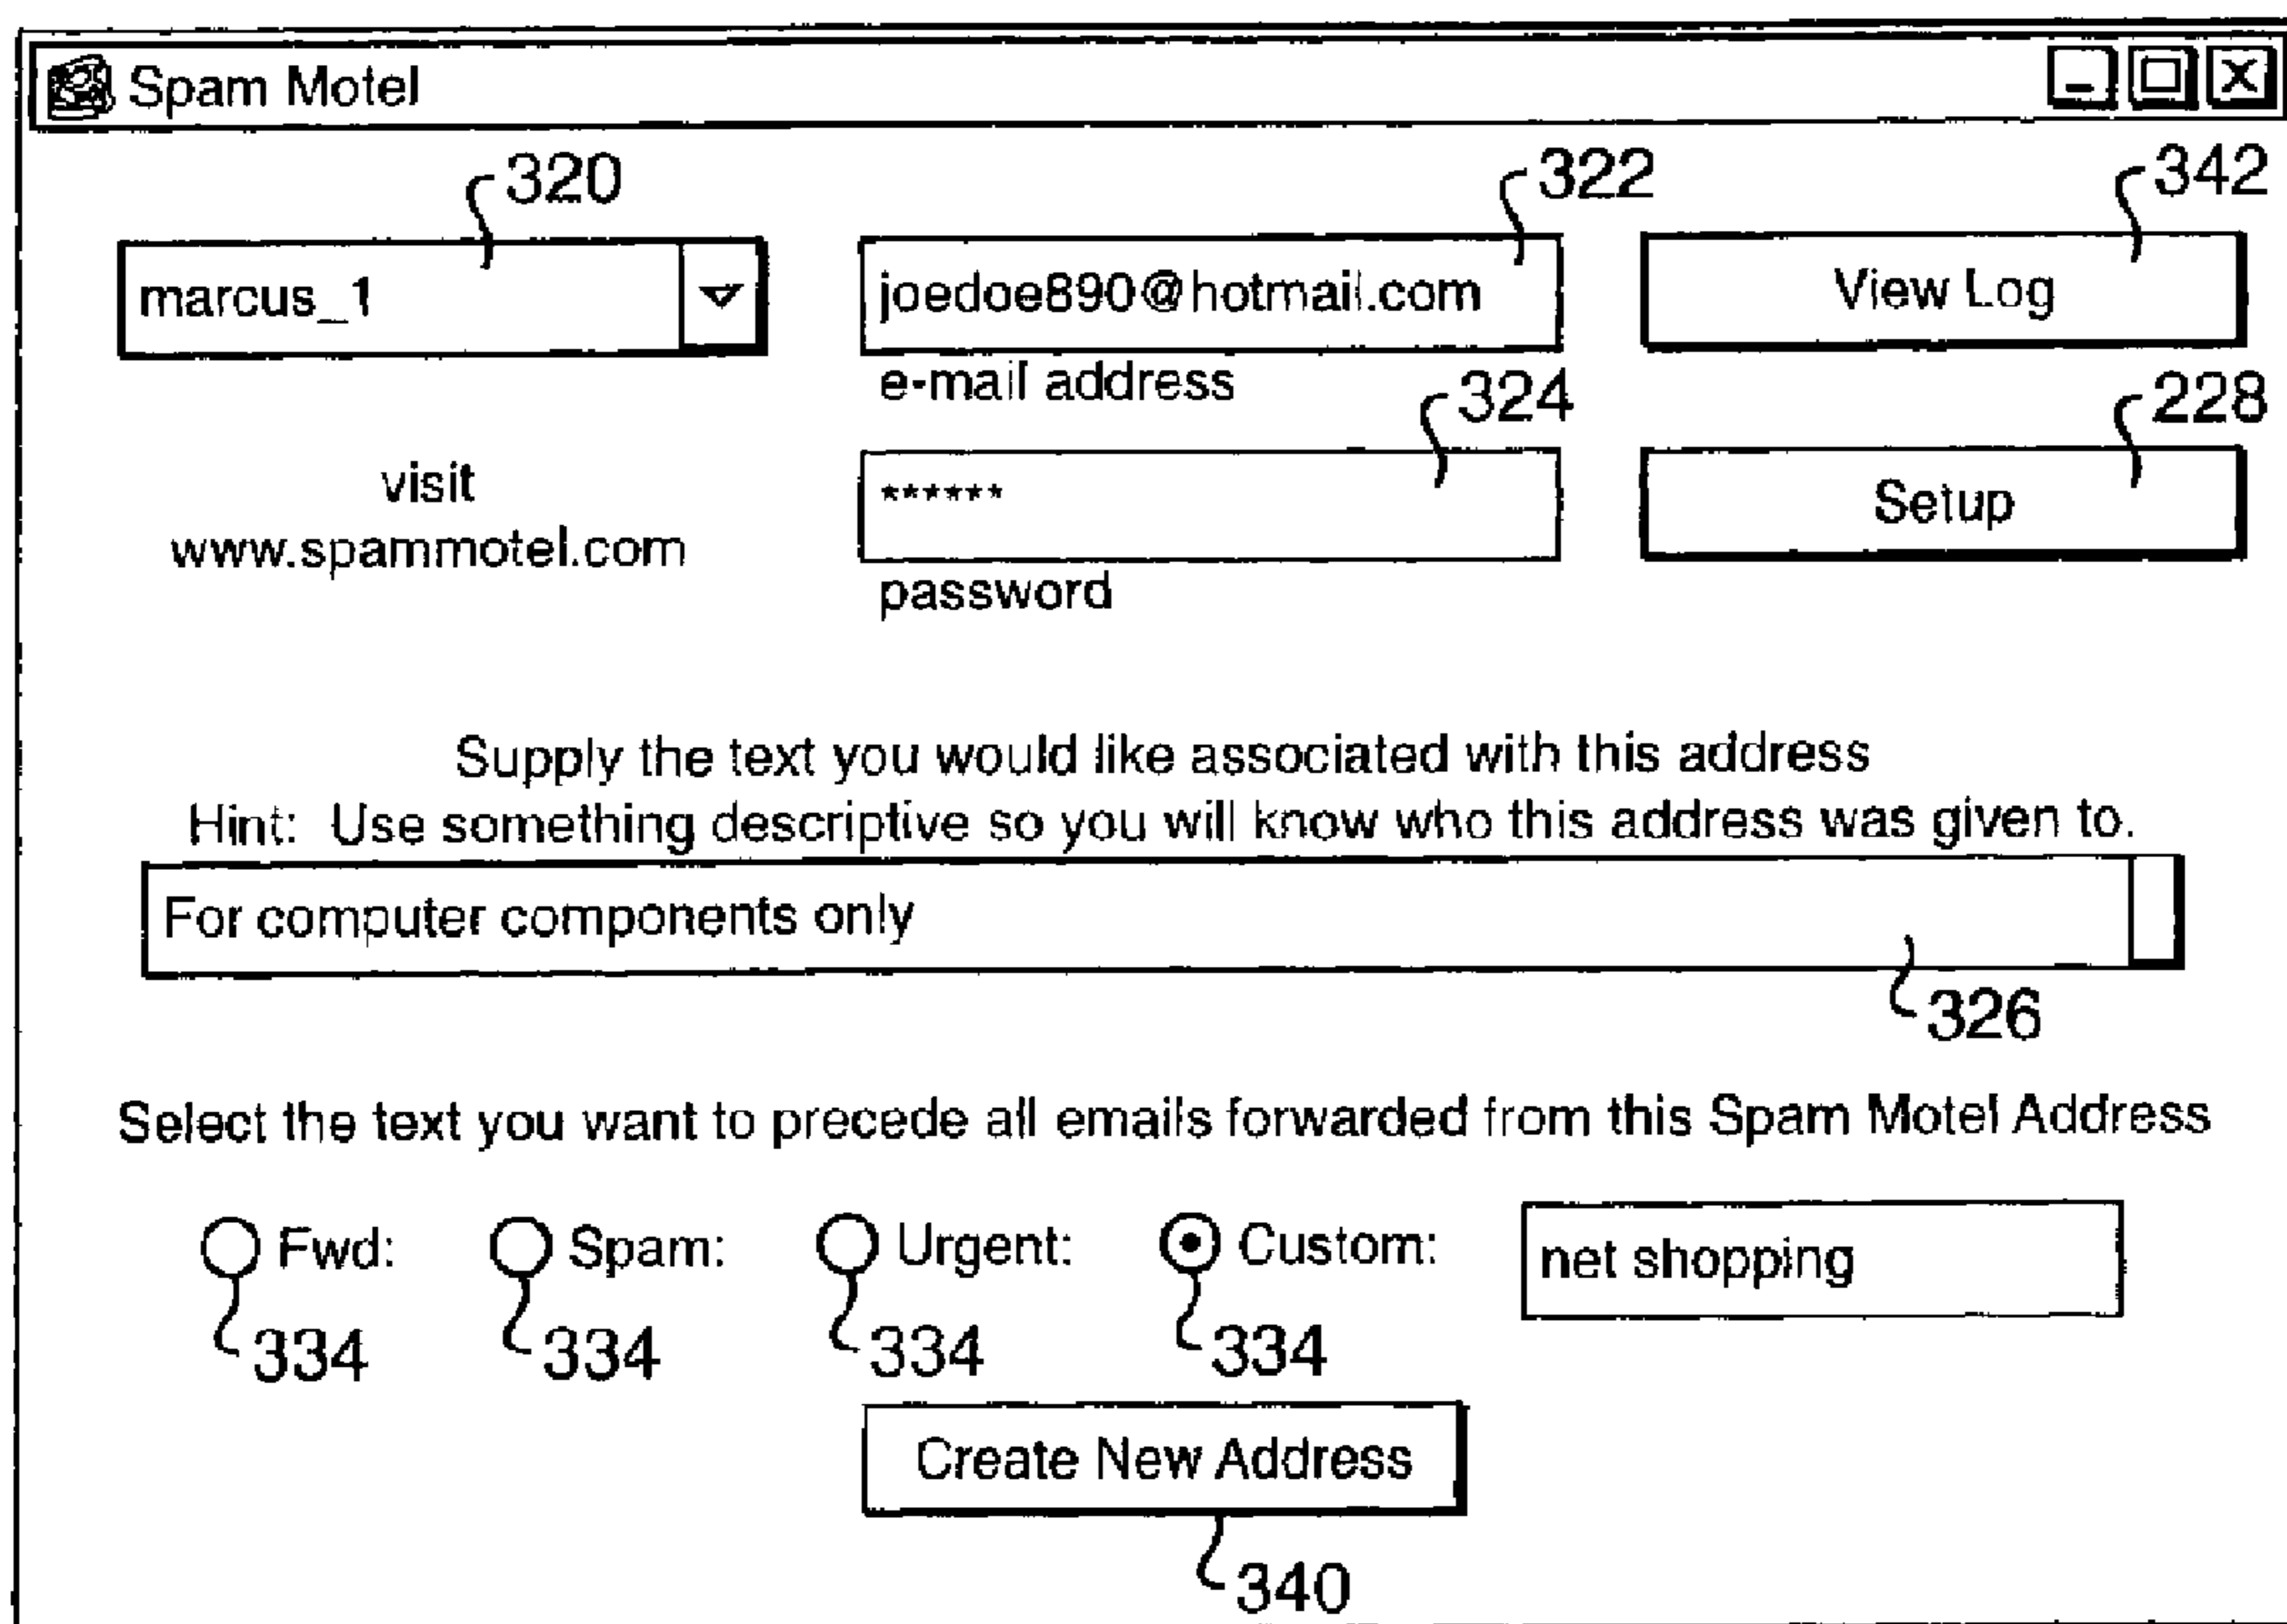 Spam Motel
320
322
342
marcus_1
joedoe890@hotmail.com
View Log
e-mail address
324
228
visit
www.spammotel.com
******
Setup
password
Supply the text you would like associated with this address
Hint: Use something descriptive so you will know who this address was given to.
For computer components only
326
Select the text you want to precede all emails forwarded from this Spam Motel Address
Fwd: Spam: Urgent: Custom: net shopping
334 334 334 334
Create New Address
340